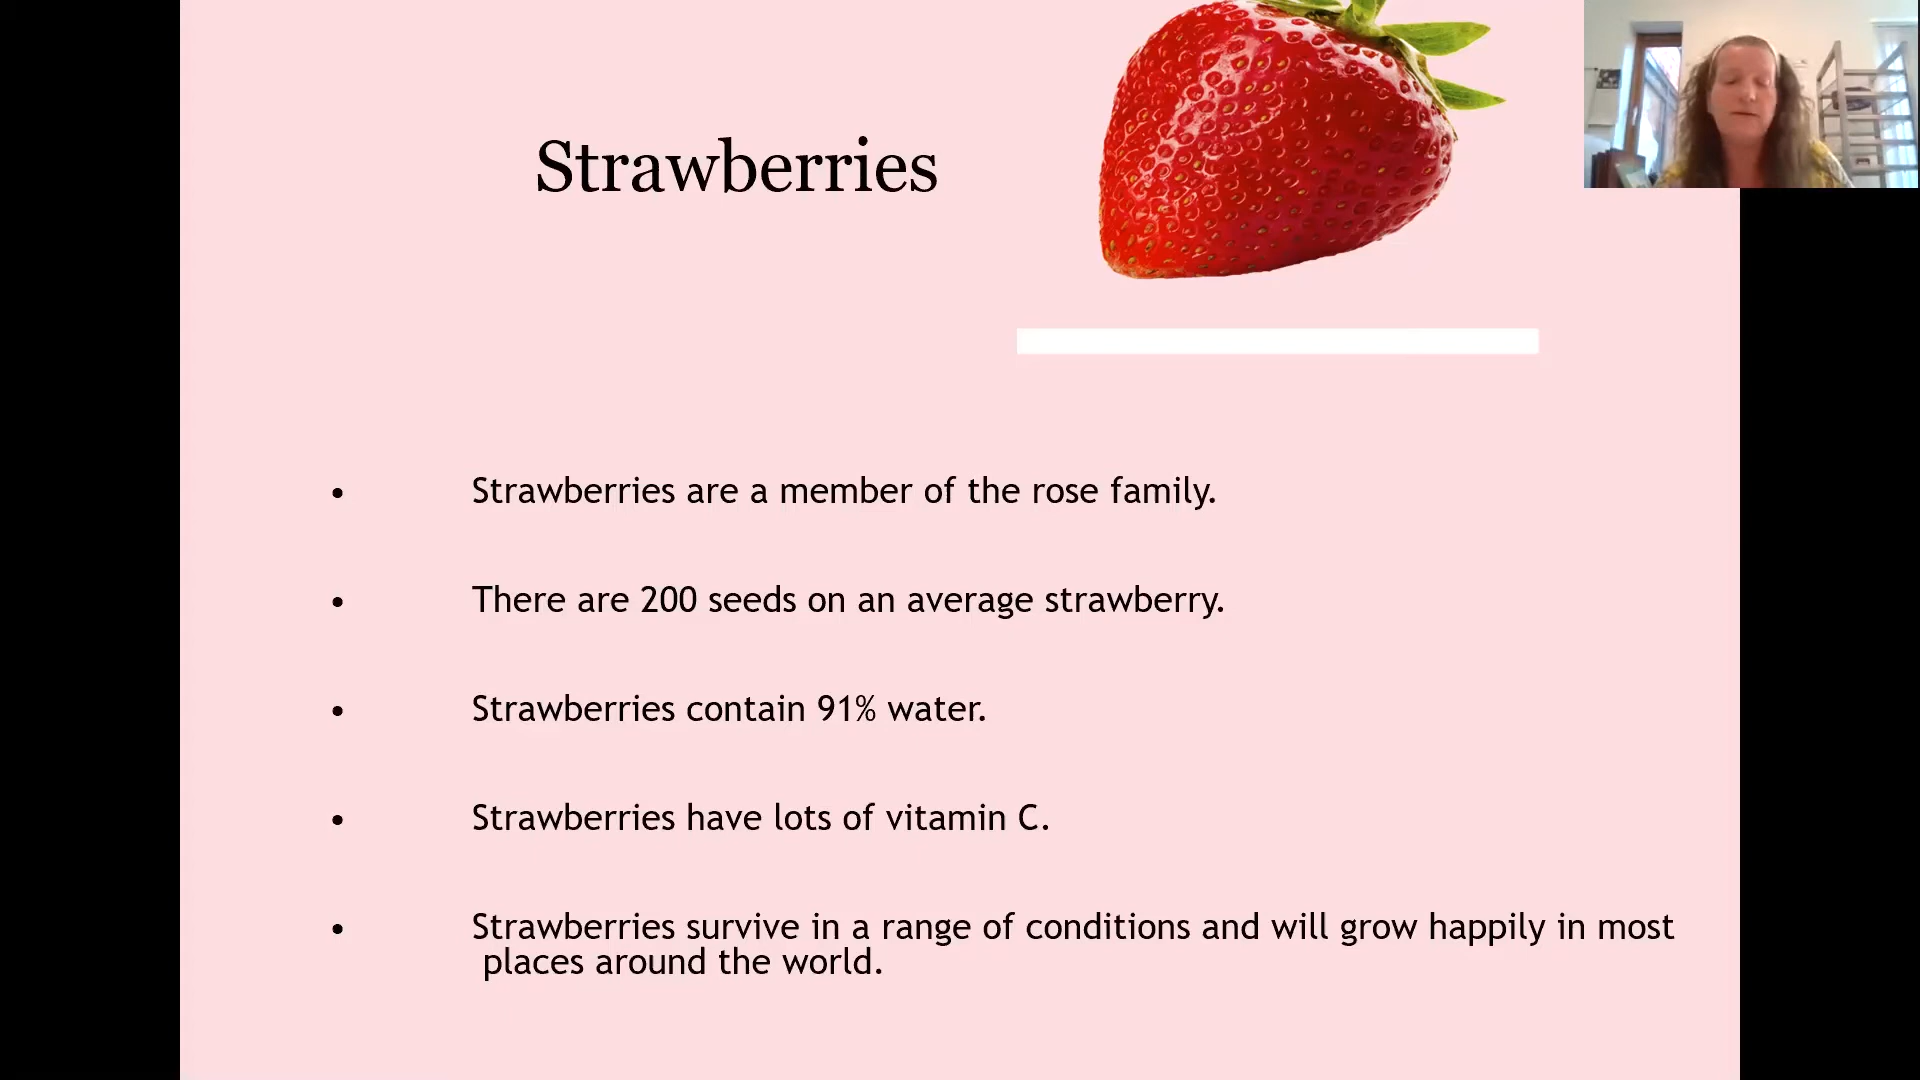 Strawberries
• Strawberries are a member of the rose family.
• There are 200 seeds on an average strawberry.
• Strawberries contain 91% water.
• Strawberries have lots of vitamin C.
• Strawberries survive in a range of conditions and will grow happily in most
places around the world.